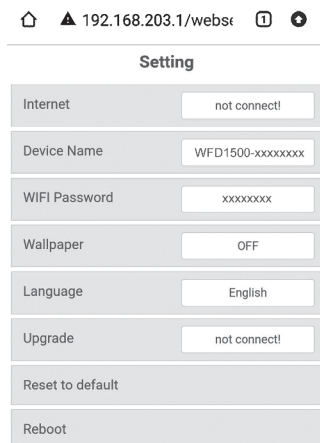 192.168.203.1/webse
1
Setting
Internet not connect!
Device Name WFD1500-xxxxxxxx
WIFI Password xxxxxxxx
Wallpaper OFF
Language English
Upgrade not connect!
Reset to default
Reboot